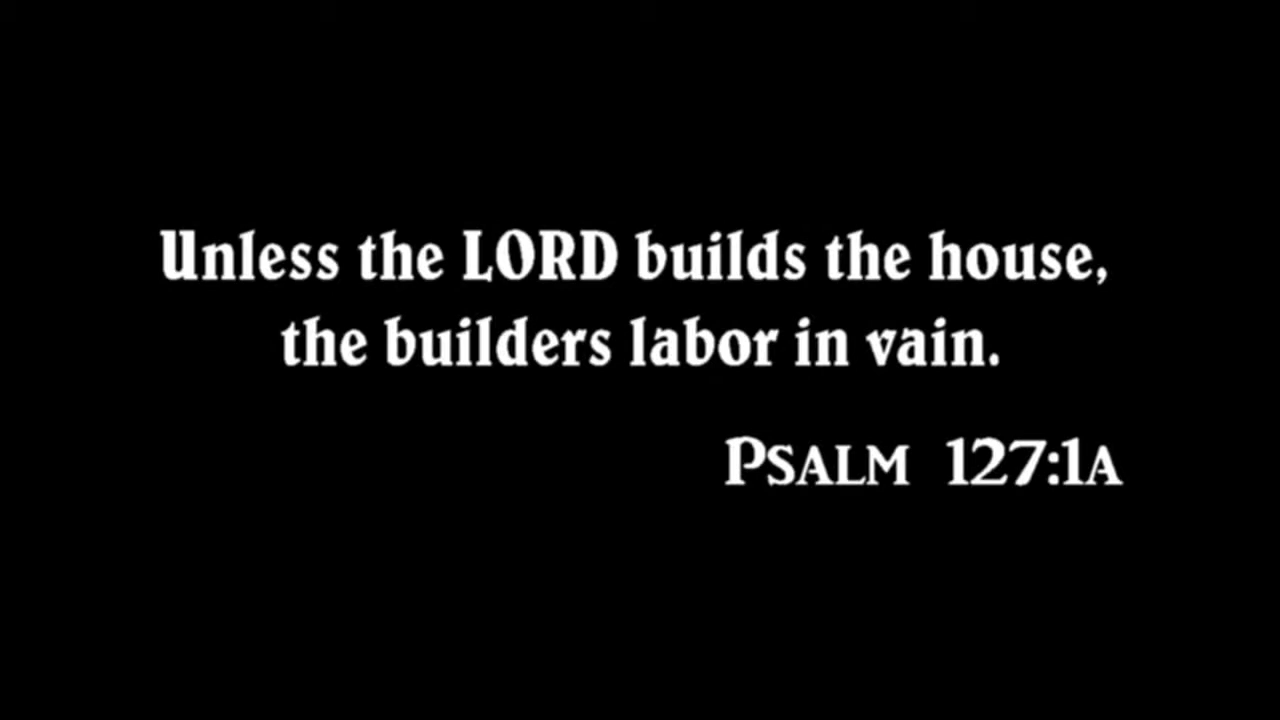 Unless the LORD builds the house,
the builders labor in vain.
PSALM 127:1A